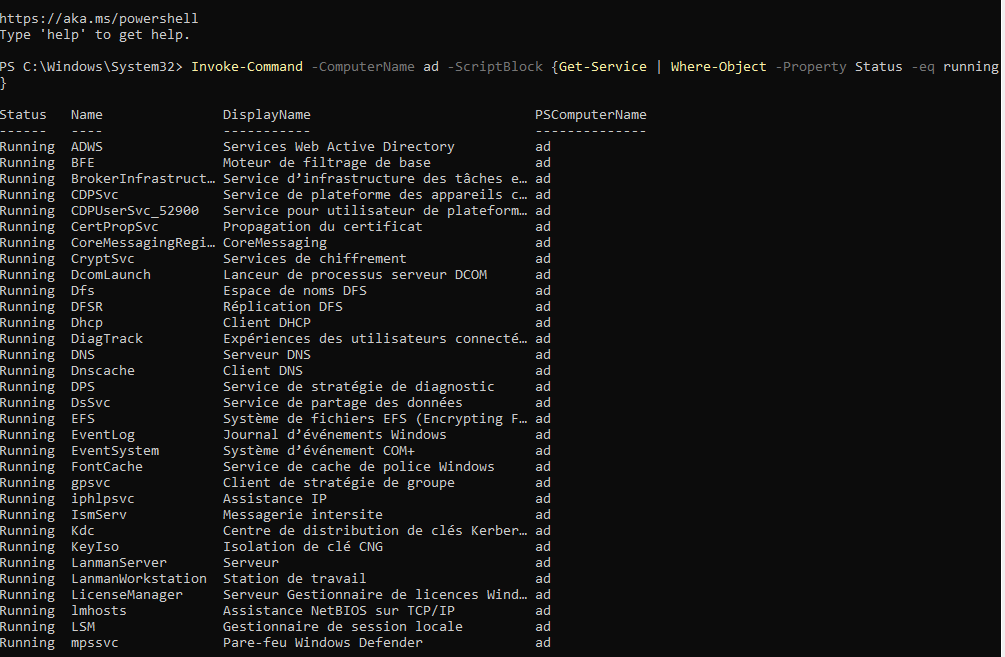 https://aka.ms/powershell
Type 'help' to get help.
PS C:\Windows\System32> Invoke-Command -ComputerName ad -ScriptBlock {Get-Service | Where-Object -Property Status -eq running
}
Status   Name               DisplayName                            PSComputerName
------   ----               -----------                            --------------
Running  ADWS               Services Web Active Directory          ad
Running  BFE                Moteur de filtrage de base             ad
Running  BrokerInfrastruct… Service d’infrastructure des tâches e… ad
Running  CDPSvc             Service de plateforme des appareils c… ad
Running  CDPUserSvc_52900   Service pour utilisateur de plateform… ad
Running  CertPropSvc        Propagation du certificat              ad
Running  CoreMessagingRegi… CoreMessaging                          ad
Running  CryptSvc           Services de chiffrement                ad
Running  DcomLaunch         Lanceur de processus serveur DCOM      ad
Running  Dfs                Espace de noms DFS                     ad
Running  DFSR               Réplication DFS                        ad
Running  Dhcp               Client DHCP                            ad
Running  DiagTrack          Expériences des utilisateurs connecté… ad
Running  DNS                Serveur DNS                            ad
Running  Dnscache           Client DNS                             ad
Running  DPS                Service de stratégie de diagnostic     ad
Running  DsSvc              Service de partage des données         ad
Running  EFS                Système de fichiers EFS (Encrypting F… ad
Running  EventLog           Journal d’événements Windows           ad
Running  EventSystem        Système d’événement COM+               ad
Running  FontCache          Service de cache de police Windows     ad
Running  gpsvc              Client de stratégie de groupe          ad
Running  iphlpsvc           Assistance IP                          ad
Running  IsmServ            Messagerie intersite                   ad
Running  Kdc                Centre de distribution de clés Kerber… ad
Running  KeyIso             Isolation de clé CNG                   ad
Running  LanmanServer       Serveur                                ad
Running  LanmanWorkstation  Station de travail                     ad
Running  LicenseManager     Serveur Gestionnaire de licences Wind… ad
Running  lmhosts            Assistance NetBIOS sur TCP/IP          ad
Running  LSM                Gestionnaire de session locale         ad
Running  mpssvc             Pare-feu Windows Defender              ad